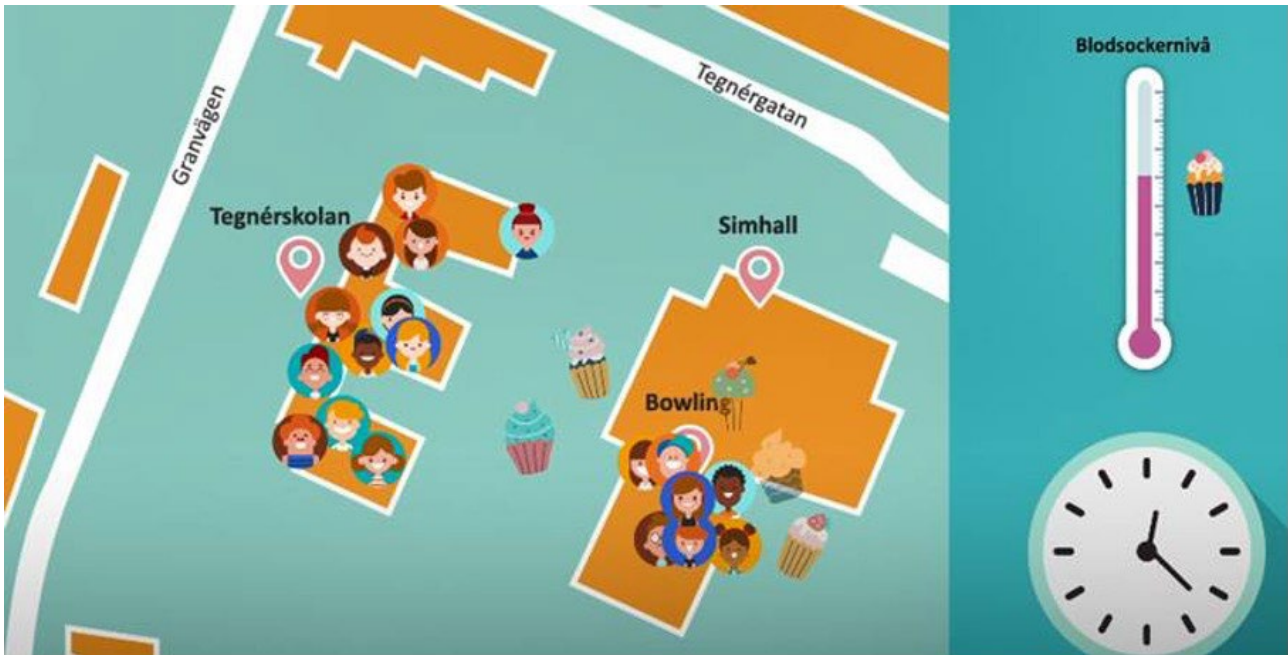 Granvägen
Tegnérgatan
Tegnérskolan
Simhall
Bowling
Blodsockernivå